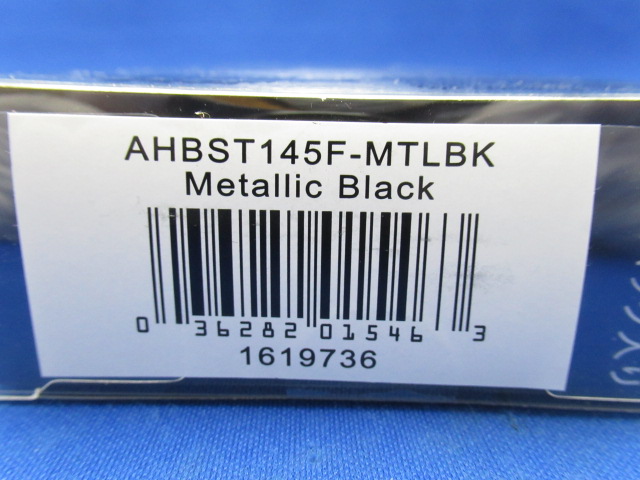 AHBST145F-MTLBK
Metallic Black
0 36282 01546 3
1619736